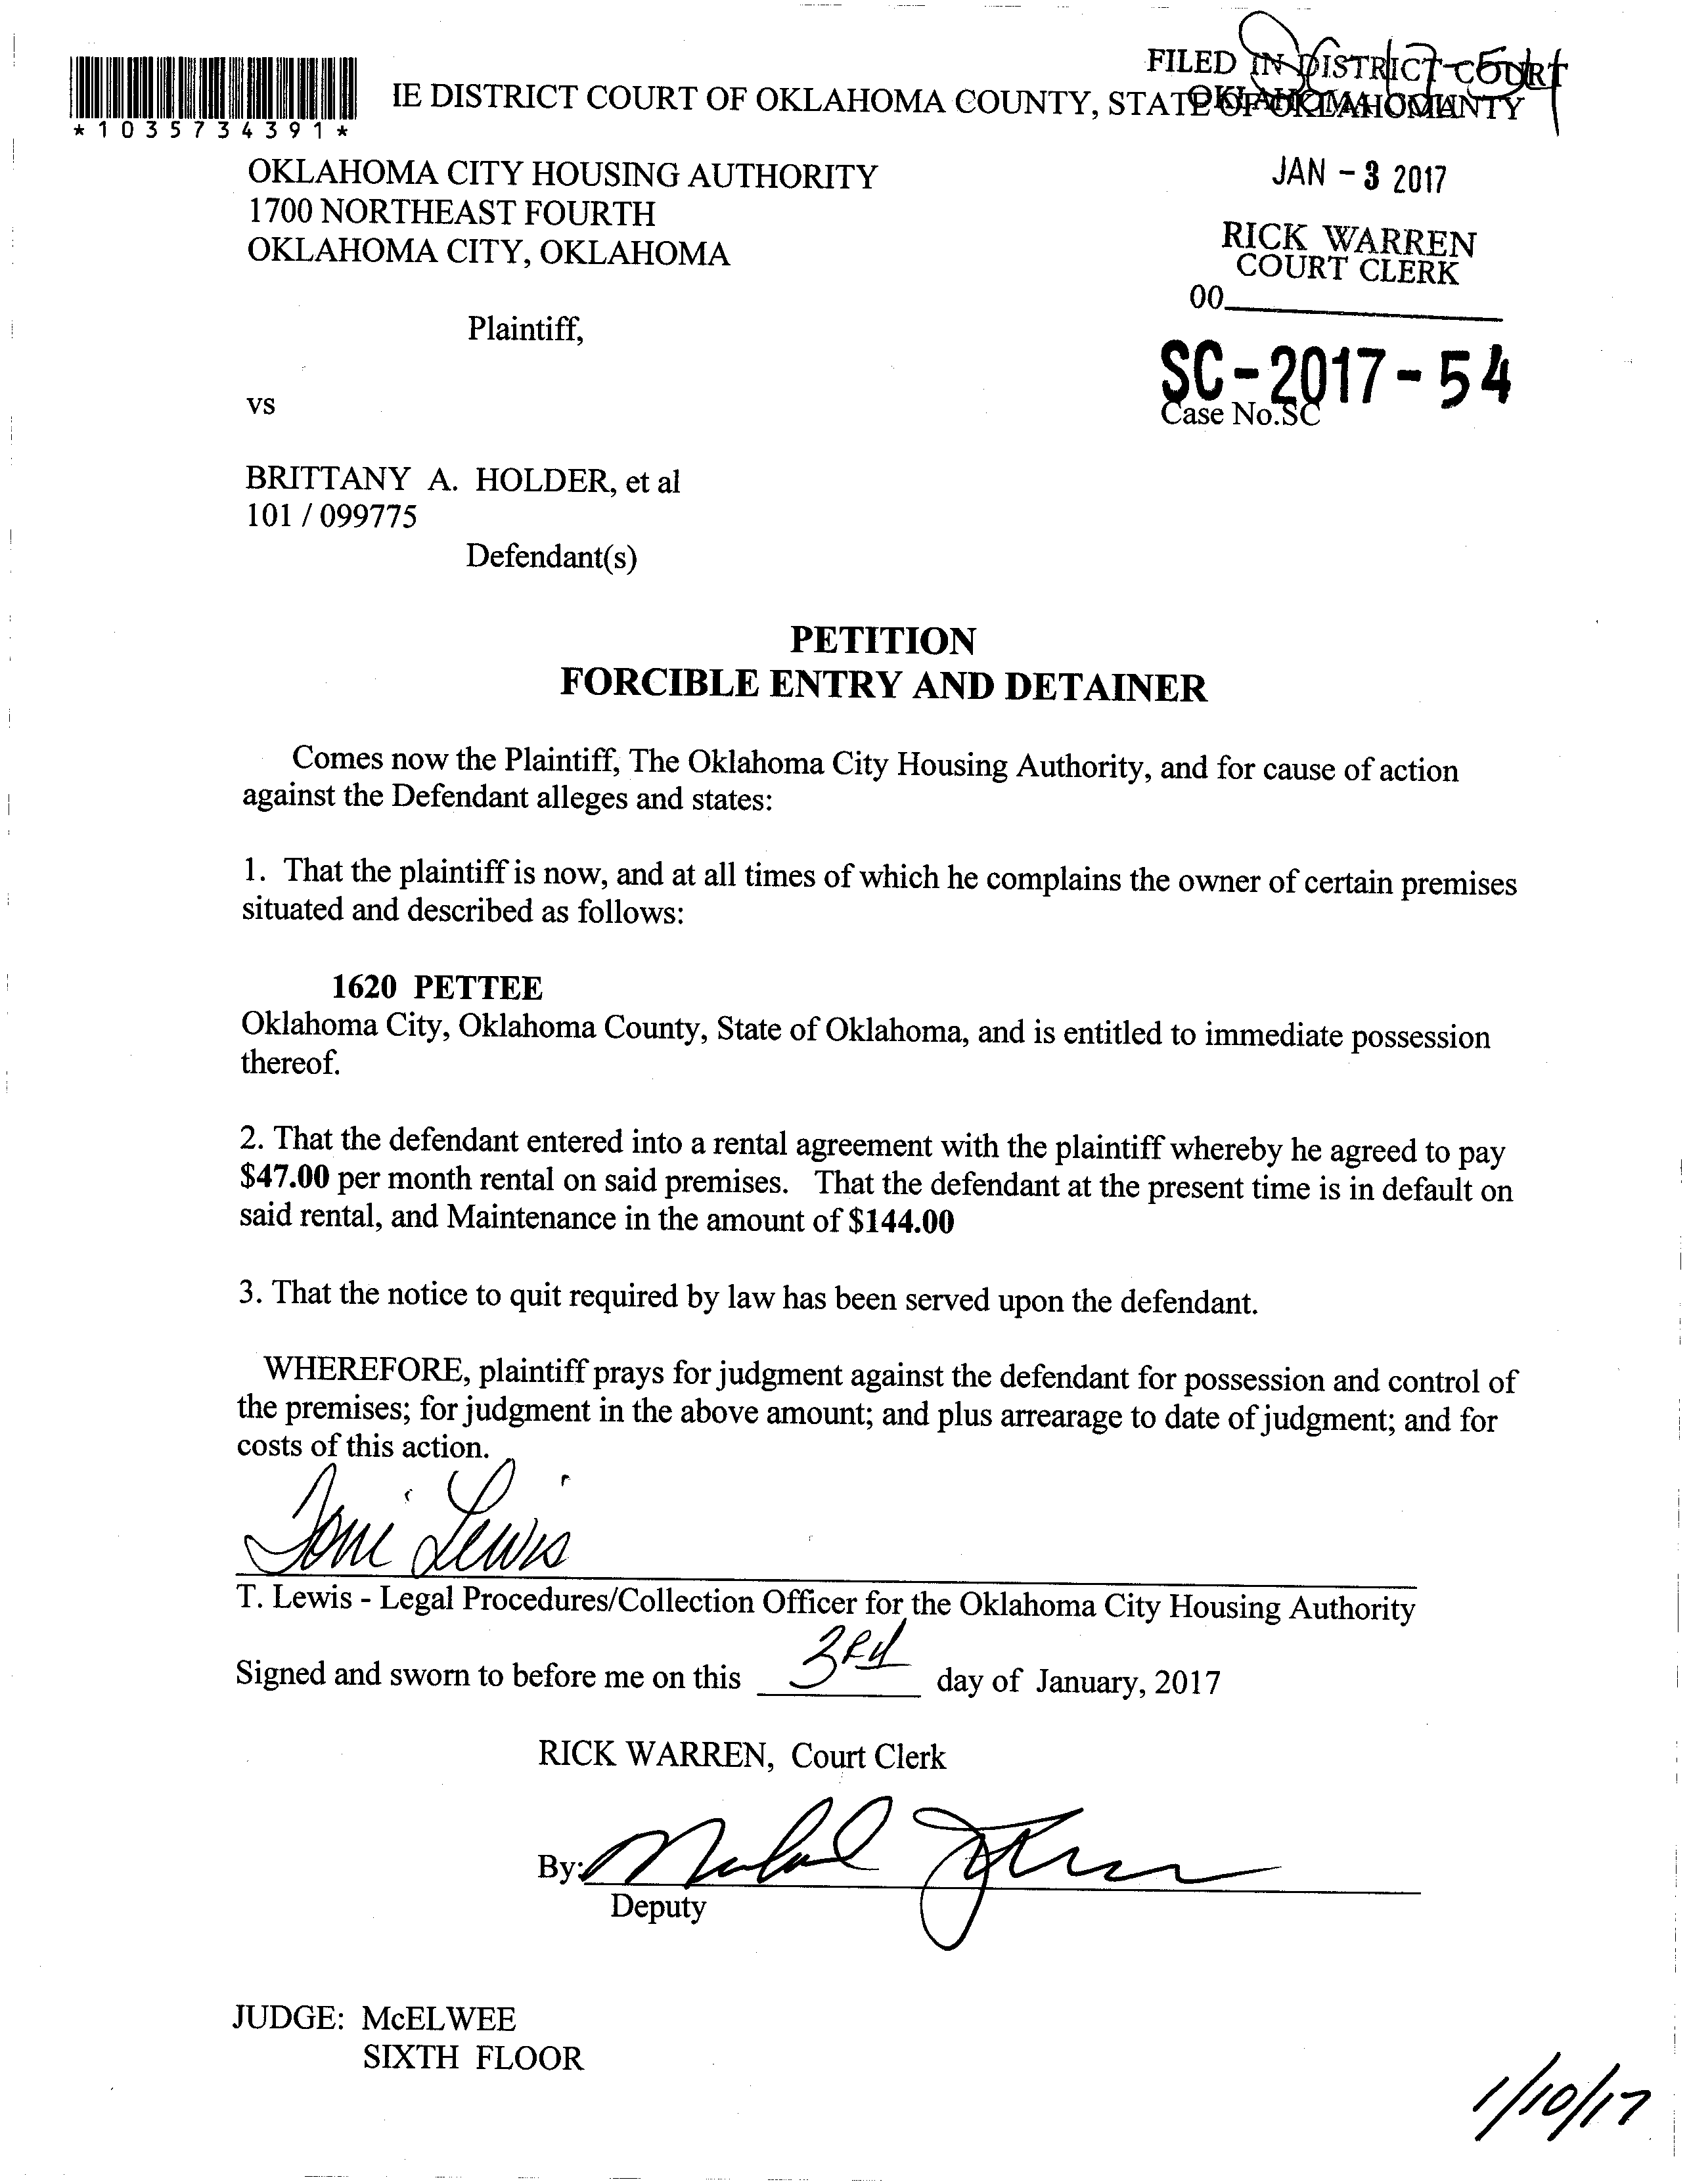 FILED IN DISTRICT COURT
OKLAHOMA COUNTY
IE DISTRICT COURT OF OKLAHOMA COUNTY, STATE OF OKLAHOMA
*1035734391*
OKLAHOMA CITY HOUSING AUTHORITY
1700 NORTHEAST FOURTH
OKLAHOMA CITY, OKLAHOMA
JAN - 3 2017
RICK WARREN
COURT CLERK
00
Plaintiff,
SC-2017-54
Case No.SC
vs
BRITTANY A. HOLDER, et al
101 / 099775
Defendant(s)
PETITION
FORCIBLE ENTRY AND DETAINER
Comes now the Plaintiff, The Oklahoma City Housing Authority, and for cause of action
against the Defendant alleges and states:
1. That the plaintiff is now, and at all times of which he complains the owner of certain premises
situated and described as follows:
1620 PETTEE
Oklahoma City, Oklahoma County, State of Oklahoma, and is entitled to immediate possession
thereof.
2. That the defendant entered into a rental agreement with the plaintiff whereby he agreed to pay
$47.00 per month rental on said premises. That the defendant at the present time is in default on
said rental, and Maintenance in the amount of $144.00
3. That the notice to quit required by law has been served upon the defendant.
WHEREFORE, plaintiff prays for judgment against the defendant for possession and control of
the premises; for judgment in the above amount; and plus arrearage to date of judgment; and for
costs of this action.
Toni Lewis
T. Lewis - Legal Procedures/Collection Officer for the Oklahoma City Housing Authority
Signed and sworn to before me on this 3Rd day of January, 2017
RICK WARREN, Court Clerk
By:
Deputy
JUDGE: McELWEE
SIXTH FLOOR
1/10/17